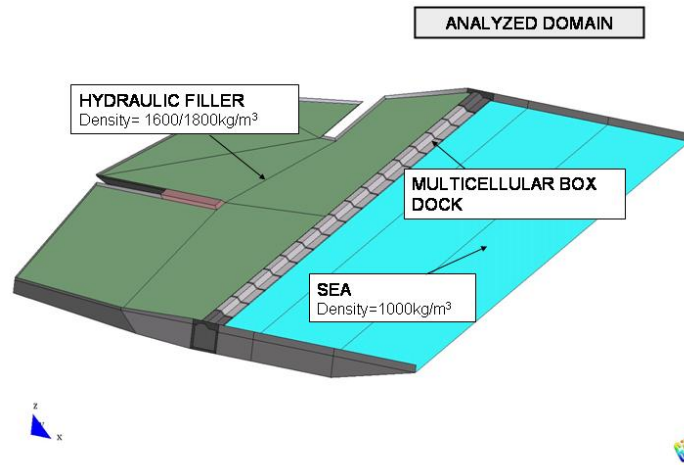 ANALYZED DOMAIN
HYDRAULIC FILLER
Density= 1600/1800kg/m³
MULTICELLULAR BOX
DOCK
SEA
Density=1000kg/m³
z
x